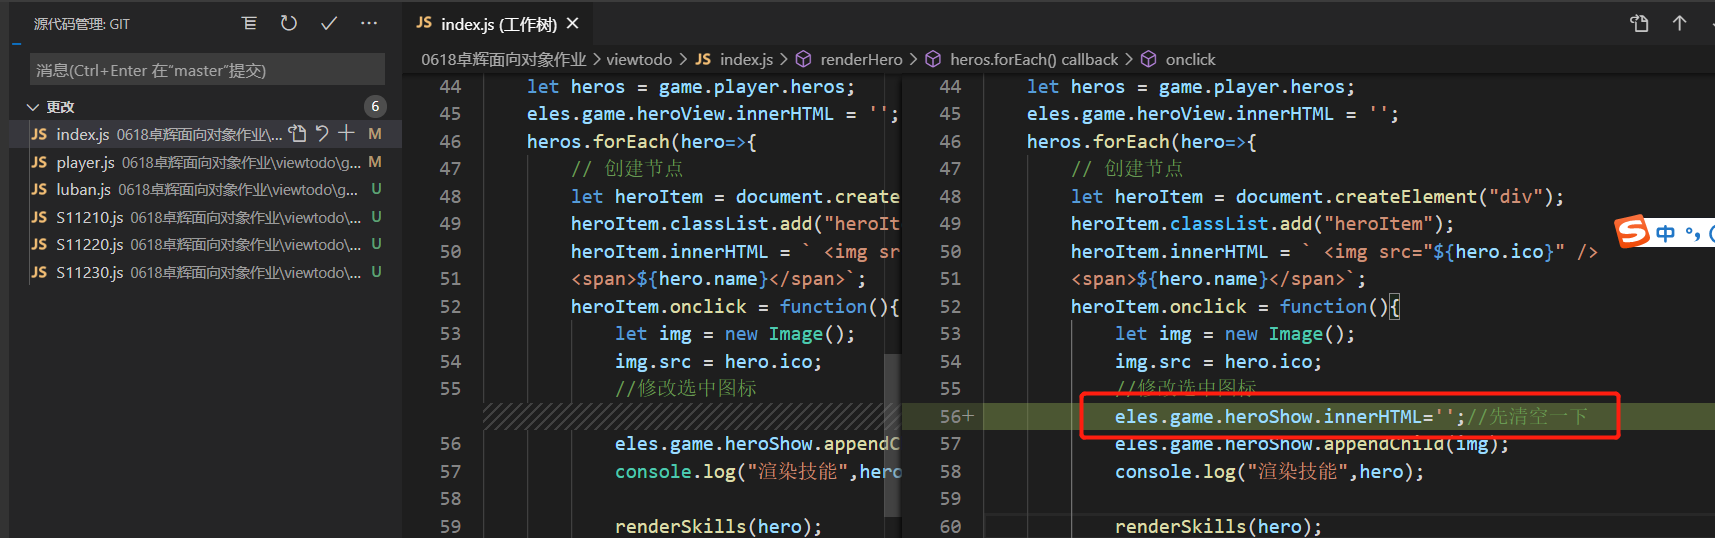 源代码管理: GIT
消息(Ctrl+Enter 在"master"提交)
更改 6
JS index.js 0618卓辉面向对象作业\... M
JS player.js 0618卓辉面向对象作业\viewtodo\g... M
JS luban.js 0618卓辉面向对象作业\viewtodo\g... U
JS S11210.js 0618卓辉面向对象作业\viewtodo\... U
JS S11220.js 0618卓辉面向对象作业\viewtodo\... U
JS S11230.js 0618卓辉面向对象作业\viewtodo\... U
JS index.js (工作树)
0618卓辉面向对象作业 > viewtodo > JS index.js > renderHero > heros.forEach() callback > onclick
44 let heros = game.player.heros;
45 eles.game.heroView.innerHTML = '';
46 heros.forEach(hero=>{
47 // 创建节点
48 let heroItem = document.create
49 heroItem.classList.add("heroIt
50 heroItem.innerHTML = ` <img sr
51 <span>${hero.name}</span>`;
52 heroItem.onclick = function(){
53 let img = new Image();
54 img.src = hero.ico;
55 //修改选中图标
56 eles.game.heroShow.appendC
57 console.log("渲染技能",hero
58
59 renderSkills(hero);
44 let heros = game.player.heros;
45 eles.game.heroView.innerHTML = '';
46 heros.forEach(hero=>{
47 // 创建节点
48 let heroItem = document.createElement("div");
49 heroItem.classList.add("heroItem");
50 heroItem.innerHTML = ` <img src="${hero.ico}" />
51 <span>${hero.name}</span>`;
52 heroItem.onclick = function(){
53 let img = new Image();
54 img.src = hero.ico;
55 //修改选中图标
56+ eles.game.heroShow.innerHTML='';//先清空一下
57 eles.game.heroShow.appendChild(img);
58 console.log("渲染技能",hero);
59
60 renderSkills(hero);
S 中 °,